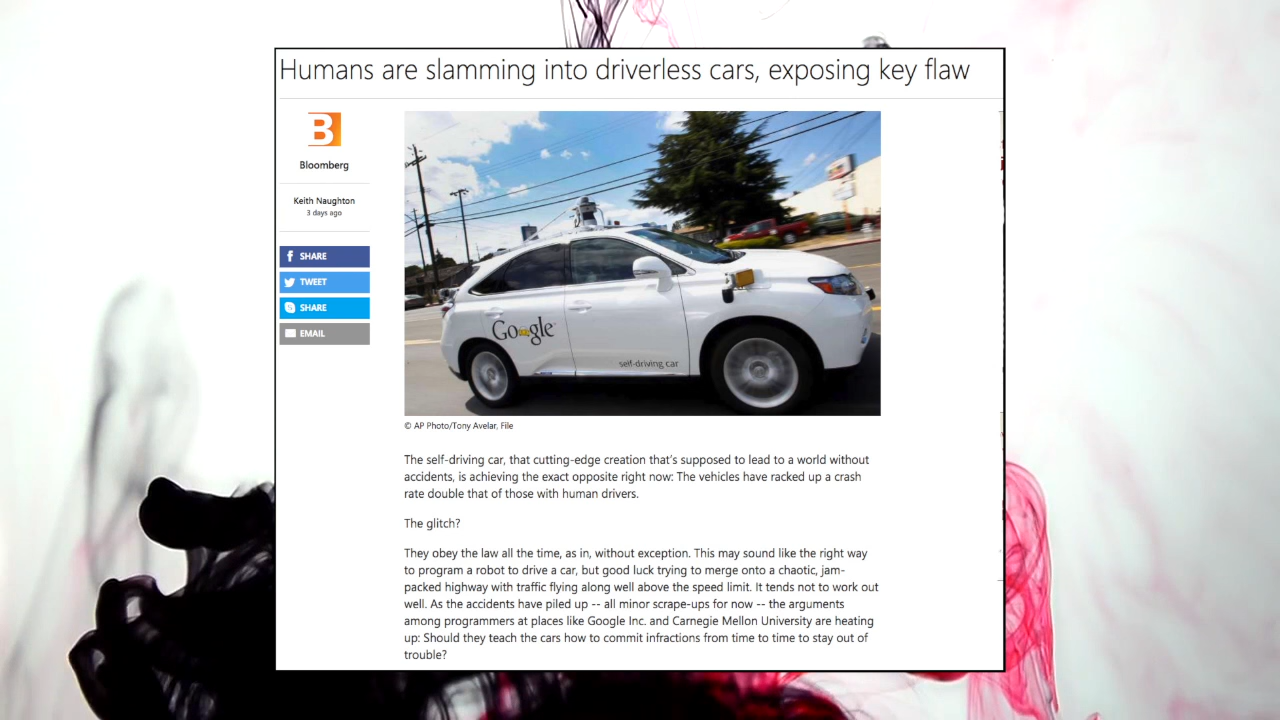 Humans are slamming into driverless cars, exposing key flaw
B
Bloomberg
Keith Naughton
3 days ago
f SHARE
TWEET
SHARE
EMAIL
Google
self-driving car
© AP Photo/Tony Avelar, File
The self-driving car, that cutting-edge creation that's supposed to lead to a world without
accidents, is achieving the exact opposite right now: The vehicles have racked up a crash
rate double that of those with human drivers.
The glitch?
They obey the law all the time, as in, without exception. This may sound like the right way
to program a robot to drive a car, but good luck trying to merge onto a chaotic, jam-
packed highway with traffic flying along well above the speed limit. It tends not to work out
well. As the accidents have piled up -- all minor scrape-ups for now -- the arguments
among programmers at places like Google Inc. and Carnegie Mellon University are heating
up: Should they teach the cars how to commit infractions from time to time to stay out of
trouble?